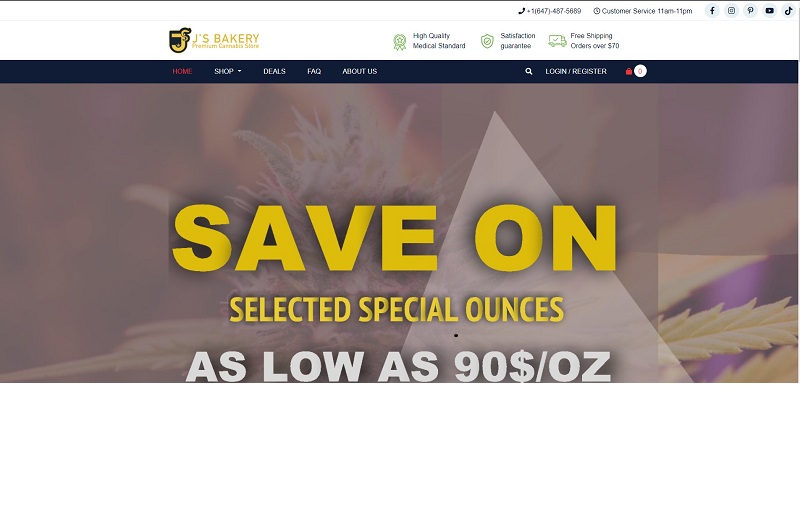 +1(647)-487-5689 Customer Service 11am-11pm
J'S BAKERY
Premium Cannabis Store
High Quality
Medical Standard
Satisfaction
guarantee
Free Shipping
Orders over $70
HOME SHOP DEALS FAQ ABOUT US LOGIN / REGISTER 0
SAVE ON
SELECTED SPECIAL OUNCES
AS LOW AS 90$/OZ